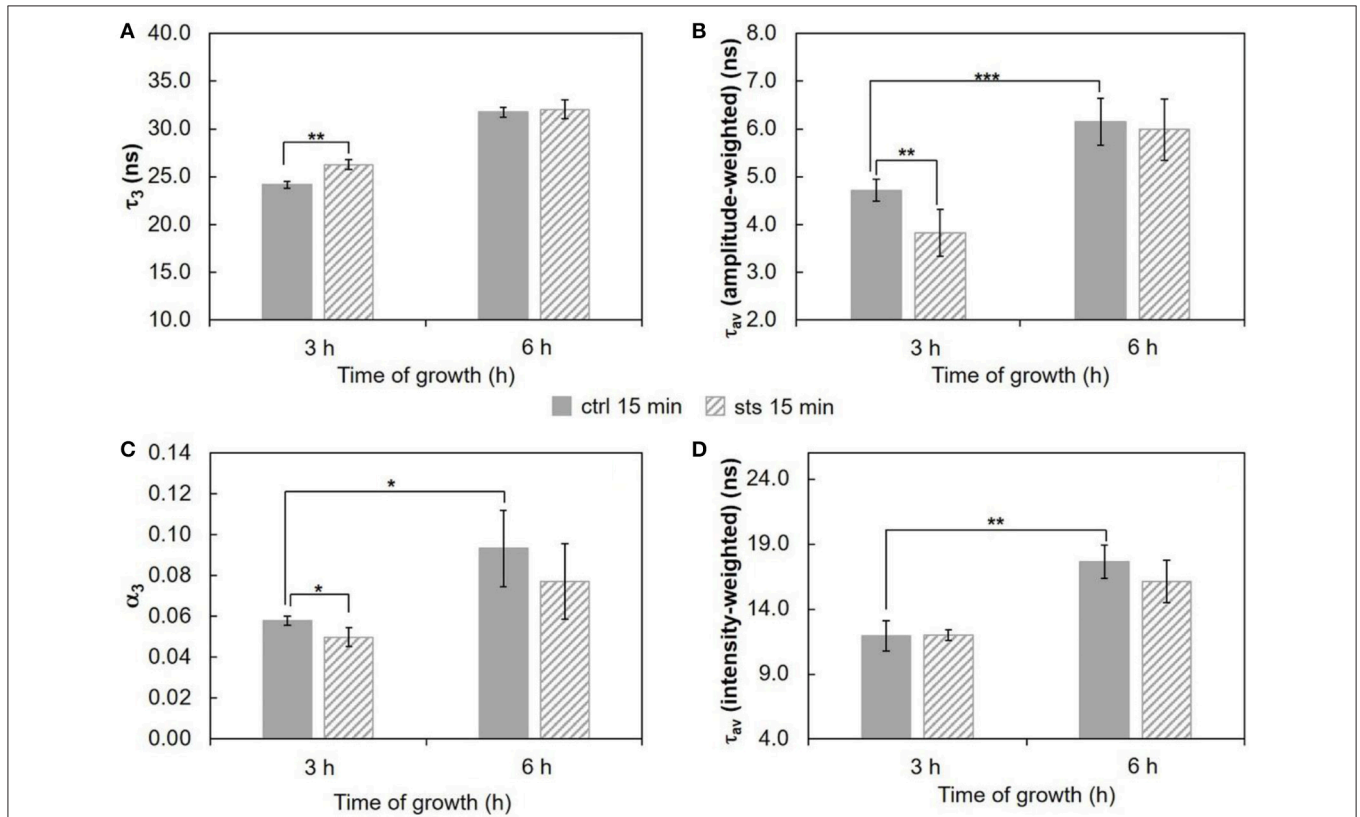 A
τ3 (ns)
40.0
35.0
30.0
25.0
20.0
15.0
10.0
**
3 h
6 h
Time of growth (h)
B
τav (amplitude-weighted) (ns)
8.0
7.0
6.0
5.0
4.0
3.0
2.0
***
**
3 h
6 h
Time of growth (h)
ctrl 15 min
sts 15 min
C
α3
0.14
0.12
0.10
0.08
0.06
0.04
0.02
0.00
*
*
3 h
6 h
Time of growth (h)
D
τav (intensity-weighted) (ns)
24.0
19.0
14.0
9.0
4.0
**
3 h
6 h
Time of growth (h)